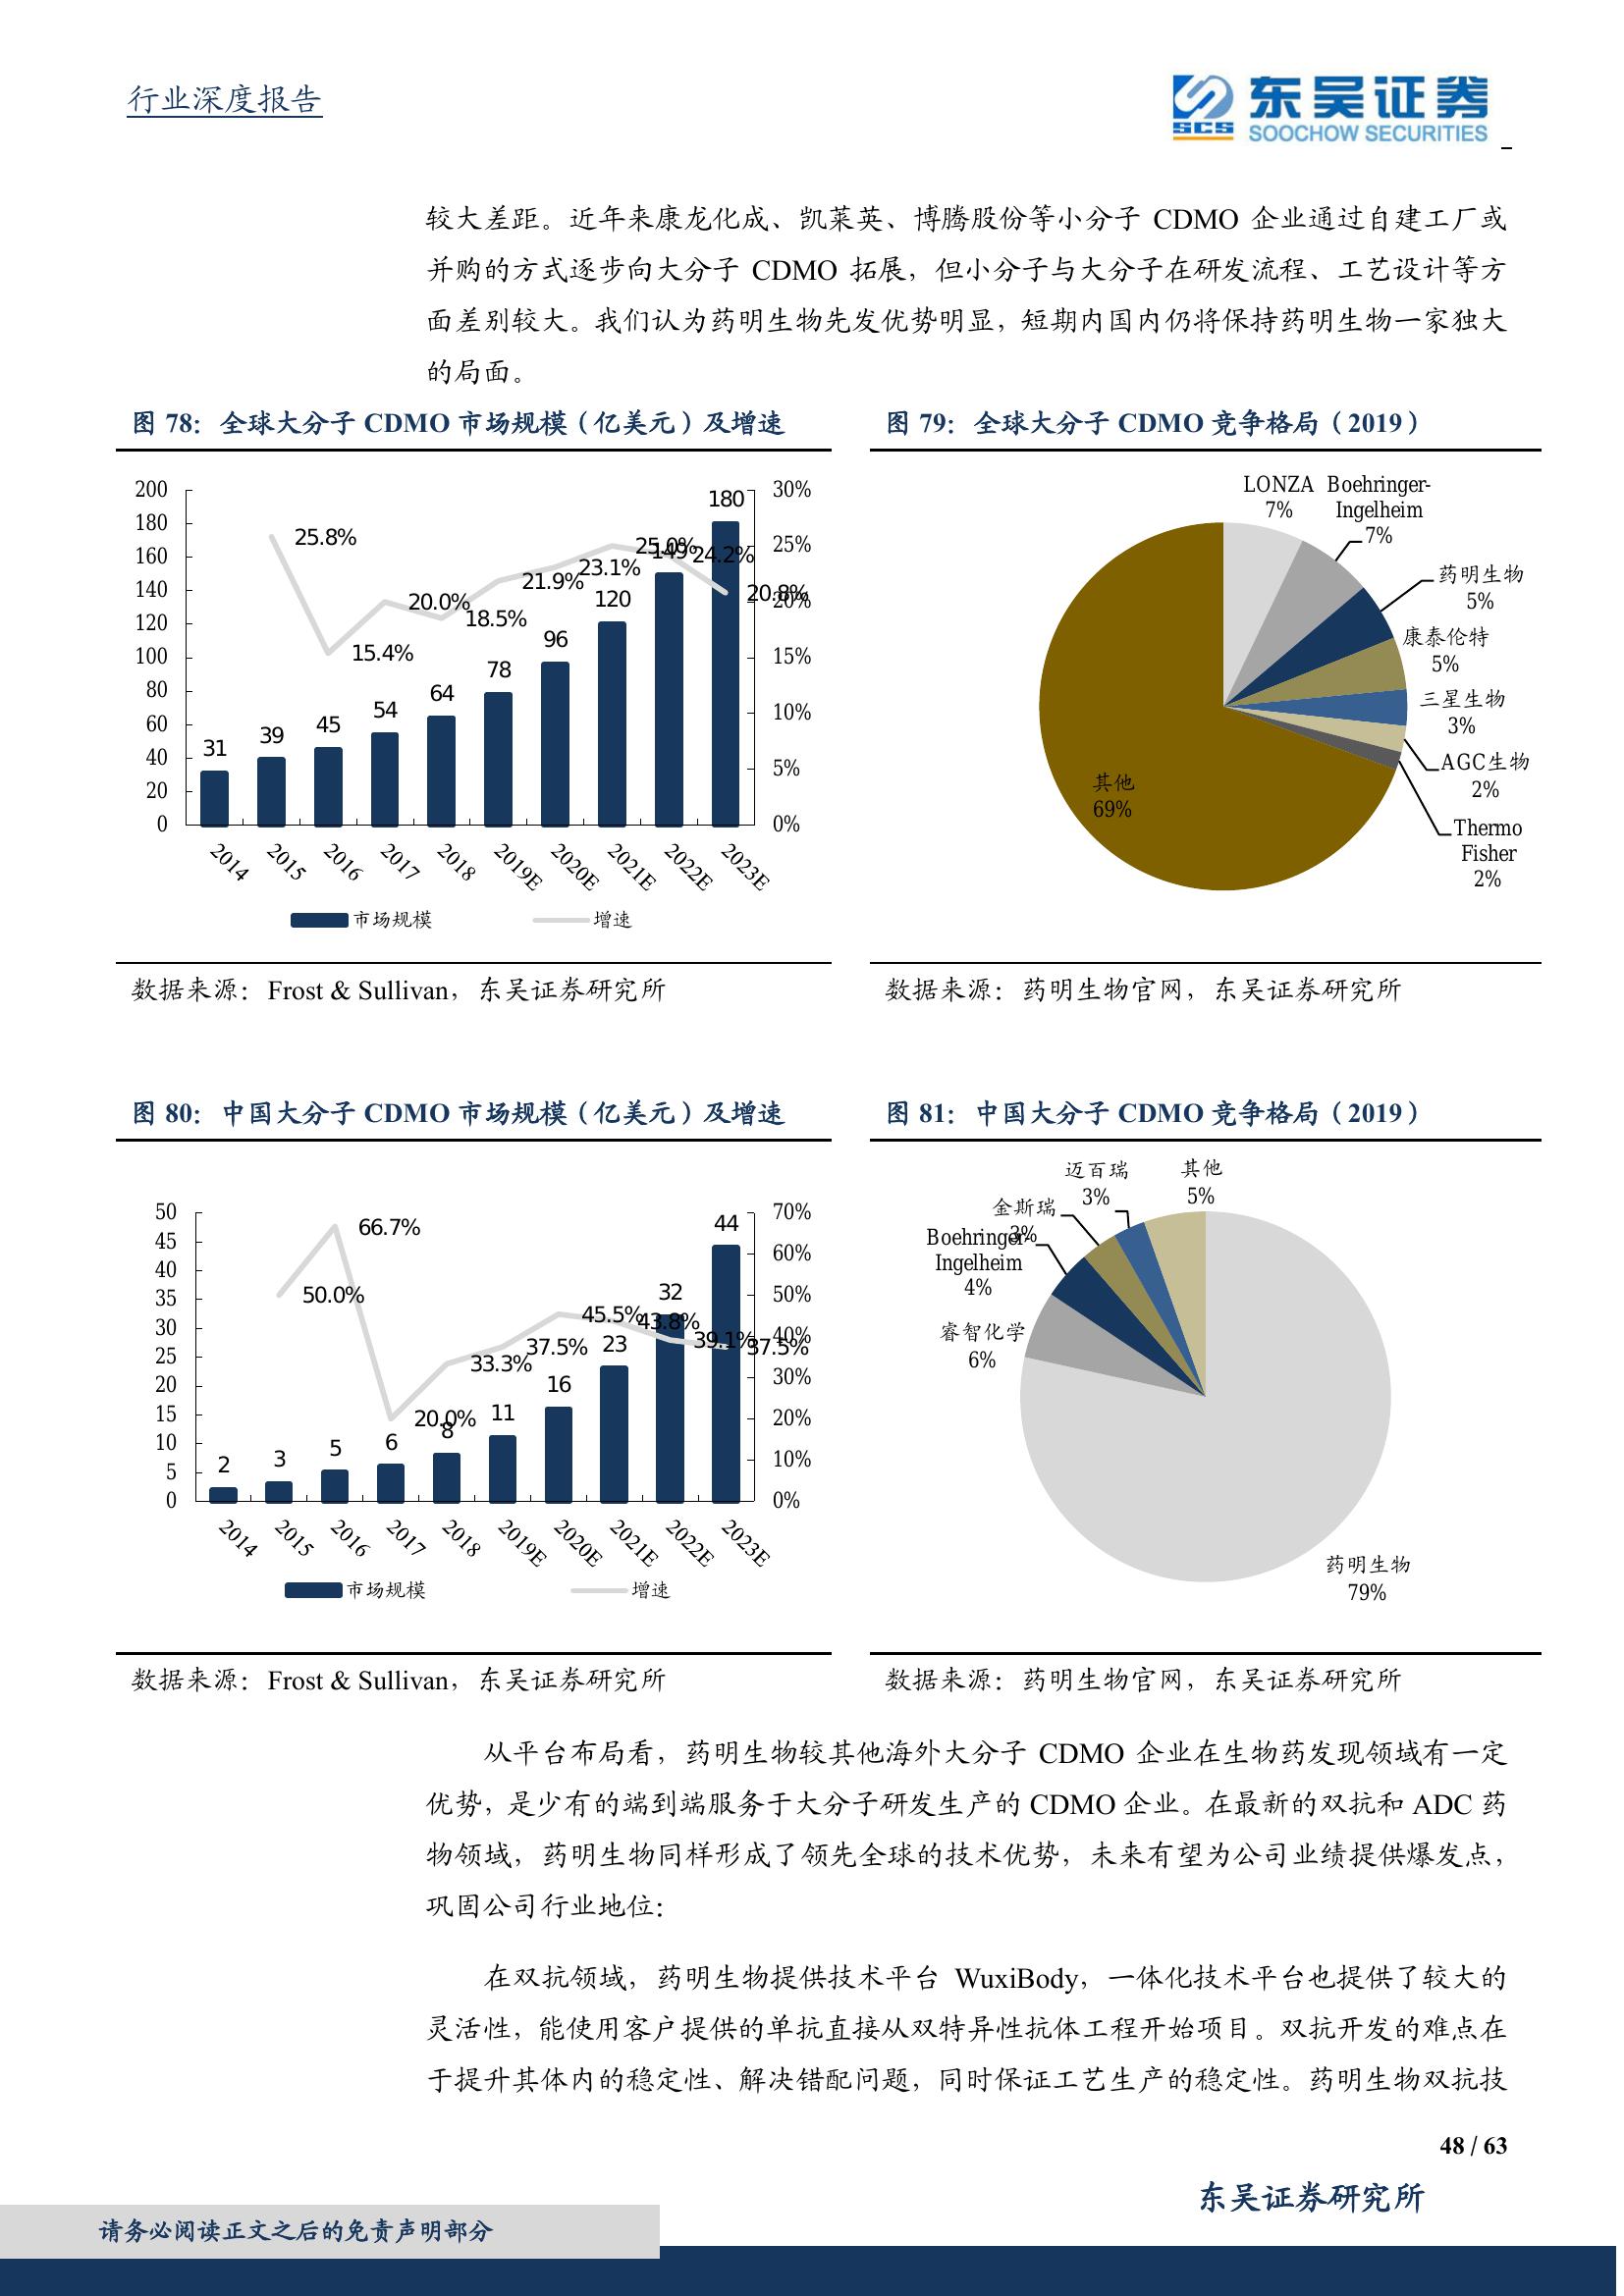 行业深度报告
东吴证券
SCS
SOOCHOW SECURITIES
较大差距。近年来康龙化成、凯莱英、博腾股份等小分子 CDMO 企业通过自建工厂或
并购的方式逐步向大分子 CDMO 拓展，但小分子与大分子在研发流程、工艺设计等方
面差别较大。我们认为药明生物先发优势明显，短期内国内仍将保持药明生物一家独大
的局面。
图 78：全球大分子 CDMO 市场规模（亿美元）及增速
200
180
160
140
120
100
80
60
40
20
0
30%
25%
20%
15%
10%
5%
0%
31
39
45
54
64
78
96
120
149
180
25.8%
15.4%
20.0%
18.5%
21.9%
23.1%
25.0%
24.2%
20.8%
2014
2015
2016
2017
2018
2019E
2020E
2021E
2022E
2023E
市场规模
增速
数据来源：Frost & Sullivan，东吴证券研究所
图 79：全球大分子 CDMO 竞争格局（2019）
LONZA
7%
Boehringer-
Ingelheim
7%
药明生物
5%
康泰伦特
5%
三星生物
3%
AGC生物
2%
Thermo
Fisher
2%
其他
69%
数据来源：药明生物官网，东吴证券研究所
图 80：中国大分子 CDMO 市场规模（亿美元）及增速
50
45
40
35
30
25
20
15
10
5
0
70%
60%
50%
40%
30%
20%
10%
0%
2
3
5
6
8
11
16
23
32
44
50.0%
66.7%
20.0%
33.3%
37.5%
45.5%
43.8%
39.1%
37.5%
2014
2015
2016
2017
2018
2019E
2020E
2021E
2022E
2023E
市场规模
增速
数据来源：Frost & Sullivan，东吴证券研究所
图 81：中国大分子 CDMO 竞争格局（2019）
迈百瑞
3%
其他
5%
金斯瑞
3%
Boehringer-
Ingelheim
4%
睿智化学
6%
药明生物
79%
数据来源：药明生物官网，东吴证券研究所
从平台布局看，药明生物较其他海外大分子 CDMO 企业在生物药发现领域有一定
优势，是少有的端到端服务于大分子研发生产的 CDMO 企业。在最新的双抗和 ADC 药
物领域，药明生物同样形成了领先全球的技术优势，未来有望为公司业绩提供爆发点，
巩固公司行业地位：
在双抗领域，药明生物提供技术平台 WuxiBody，一体化技术平台也提供了较大的
灵活性，能使用客户提供的单抗直接从双特异性抗体工程开始项目。双抗开发的难点在
于提升其体内的稳定性、解决错配问题，同时保证工艺生产的稳定性。药明生物双抗技
48 / 63
东吴证券研究所
请务必阅读正文之后的免责声明部分